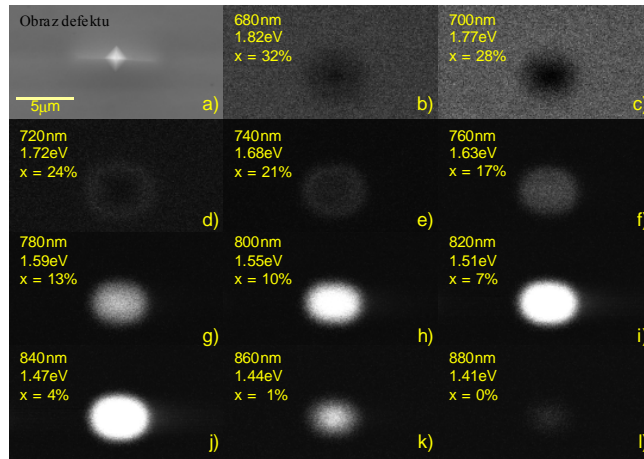 Obraz defektu
5µm
a)
680nm
1.82eV
x = 32%
b)
700nm
1.77eV
x = 28%
c)
720nm
1.72eV
x = 24%
d)
740nm
1.68eV
x = 21%
e)
760nm
1.63eV
x = 17%
f)
780nm
1.59eV
x = 13%
g)
800nm
1.55eV
x = 10%
h)
820nm
1.51eV
x = 7%
i)
840nm
1.47eV
x = 4%
j)
860nm
1.44eV
x = 1%
k)
880nm
1.41eV
x = 0%
l)